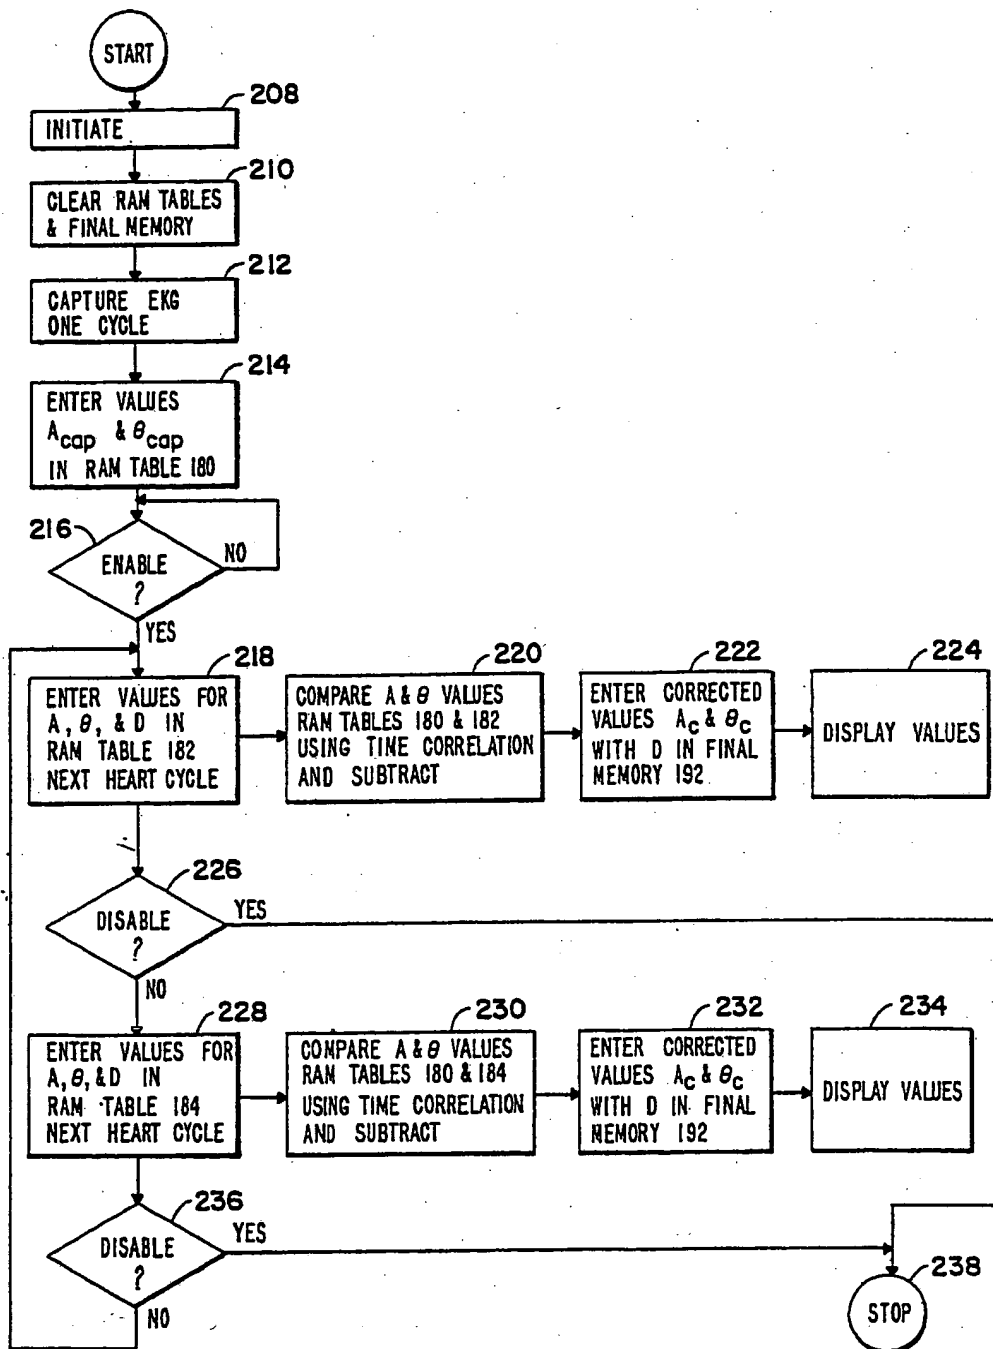 START
208
INITIATE
210
CLEAR RAM TABLES
& FINAL MEMORY
212
CAPTURE EKG
ONE CYCLE
214
ENTER VALUES
Acap & θcap
IN RAM TABLE 180
216
ENABLE
?
NO
YES
218
ENTER VALUES FOR
A, θ, & D IN
RAM TABLE 182
NEXT HEART CYCLE
220
COMPARE A & θ VALUES
RAM TABLES 180 & 182
USING TIME CORRELATION
AND SUBTRACT
222
ENTER CORRECTED
VALUES Ac & θc
WITH D IN FINAL
MEMORY 192
224
DISPLAY VALUES
226
DISABLE
?
YES
NO
228
ENTER VALUES FOR
A, θ, & D IN
RAM TABLE 184
NEXT HEART CYCLE
230
COMPARE A & θ VALUES
RAM TABLES 180 & 184
USING TIME CORRELATION
AND SUBTRACT
232
ENTER CORRECTED
VALUES Ac & θc
WITH D IN FINAL
MEMORY 192
234
DISPLAY VALUES
236
DISABLE
?
YES
NO
238
STOP